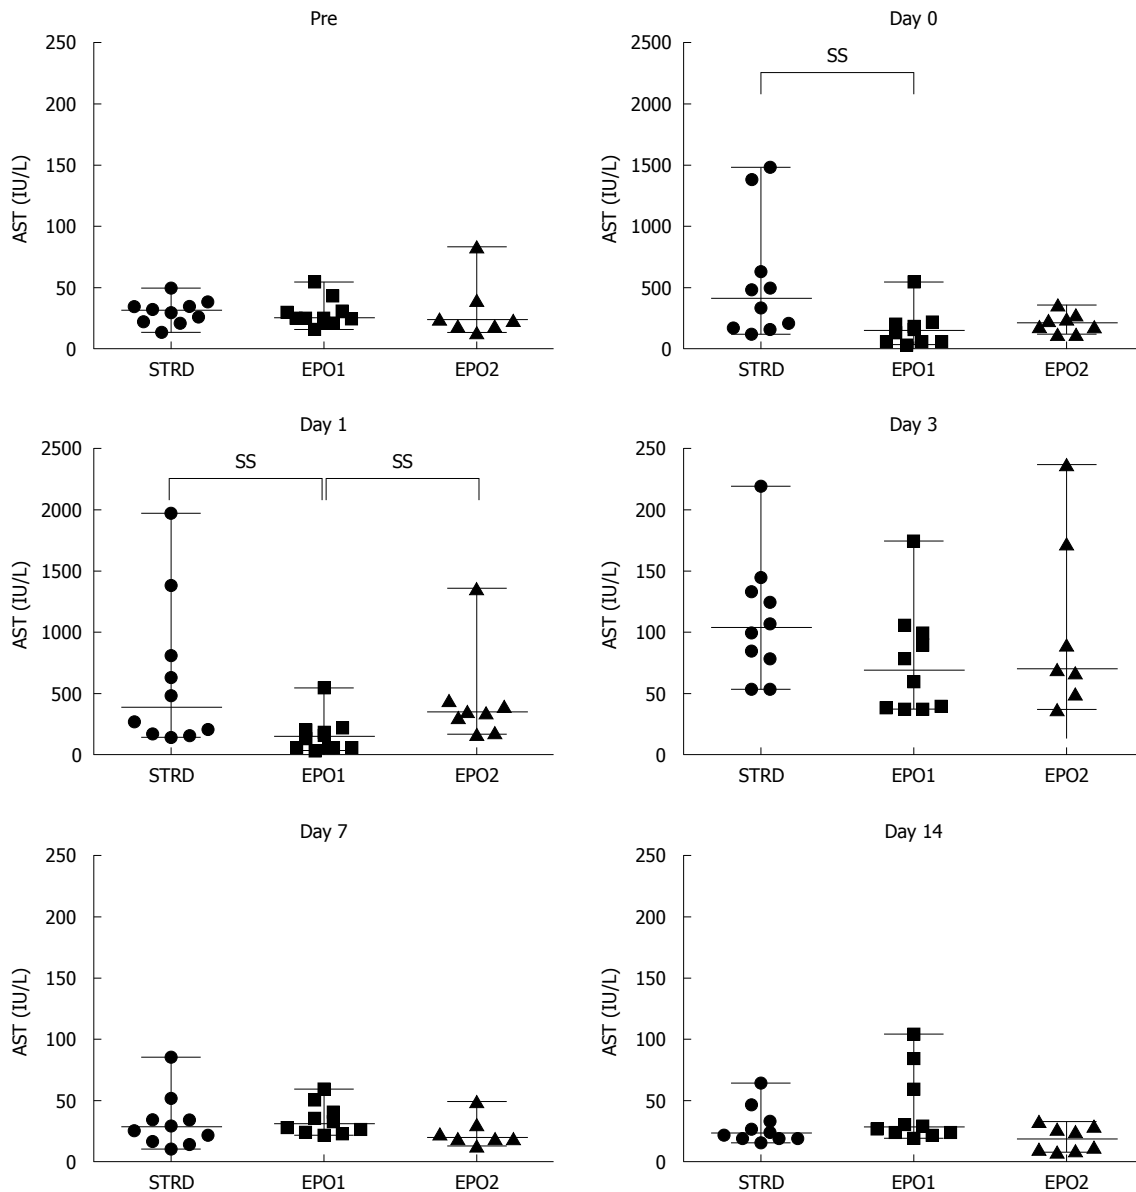 Pre
250
200
150
100
50
0
AST (IU/L)
STRD EPO1 EPO2
Day 0
2500
2000
1500
1000
500
0
AST (IU/L)
SS
STRD EPO1 EPO2
Day 1
2500
2000
1500
1000
500
0
AST (IU/L)
SS SS
STRD EPO1 EPO2
Day 3
250
200
150
100
50
0
AST (IU/L)
STRD EPO1 EPO2
Day 7
250
200
150
100
50
0
AST (IU/L)
STRD EPO1 EPO2
Day 14
250
200
150
100
50
0
AST (IU/L)
STRD EPO1 EPO2